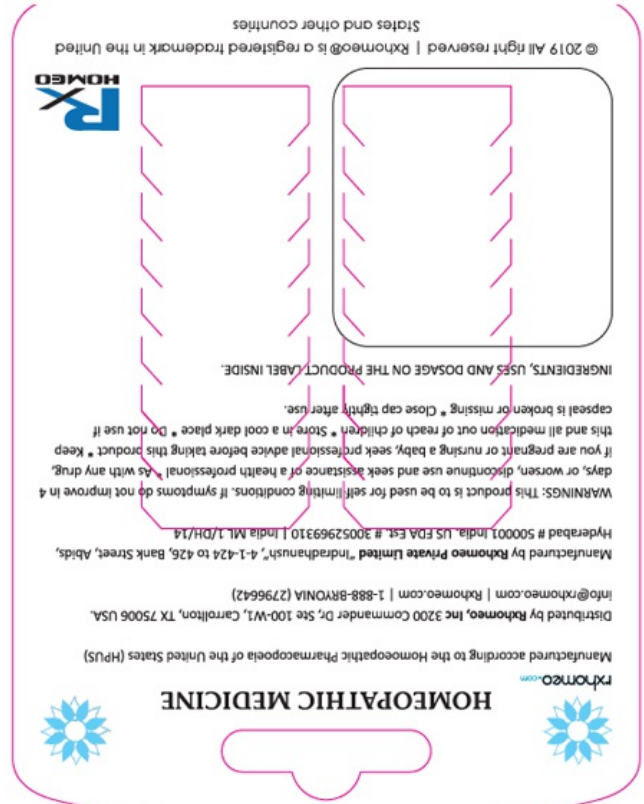 HOMEOPATHIC MEDICINE
rxhomeo.com
Manufactured according to the Homoeopathic Pharmacopoeia of the United States (HPUS)
Distributed by Rxhomeo, Inc 3200 Commander Dr, Ste 100-W1, Carrollton, TX 75006 USA.
info@rxhomeo.com | Rxhomeo.com | 1-888-BRYONIA (2796642)
Manufactured by Rxhomeo Private Limited "Indradhanush", 4-1-424 to 426, Bank Street, Abids,
Hyderabad # 500001 India. US FDA Est. # 3005296931​0 | India ML 1/DH/14
WARNINGS: This product is to be used for self-limiting conditions. If symptoms do not improve in 4
days, or worsen, discontinue use and seek assistance of a health professional * As with any drug,
if you are pregnant or nursing a baby, seek professional advice before taking this product * Keep
this and all medication out of reach of children * Store in a cool dark place * Do not use if
capseal is broken or missing * Close cap tightly after use.
INGREDIENTS, USES AND DOSAGE ON THE PRODUCT LABEL INSIDE.
Rx
HOMEO
© 2019 All right reserved | Rxhomeo® is a registered trademark in the United
States and other countries